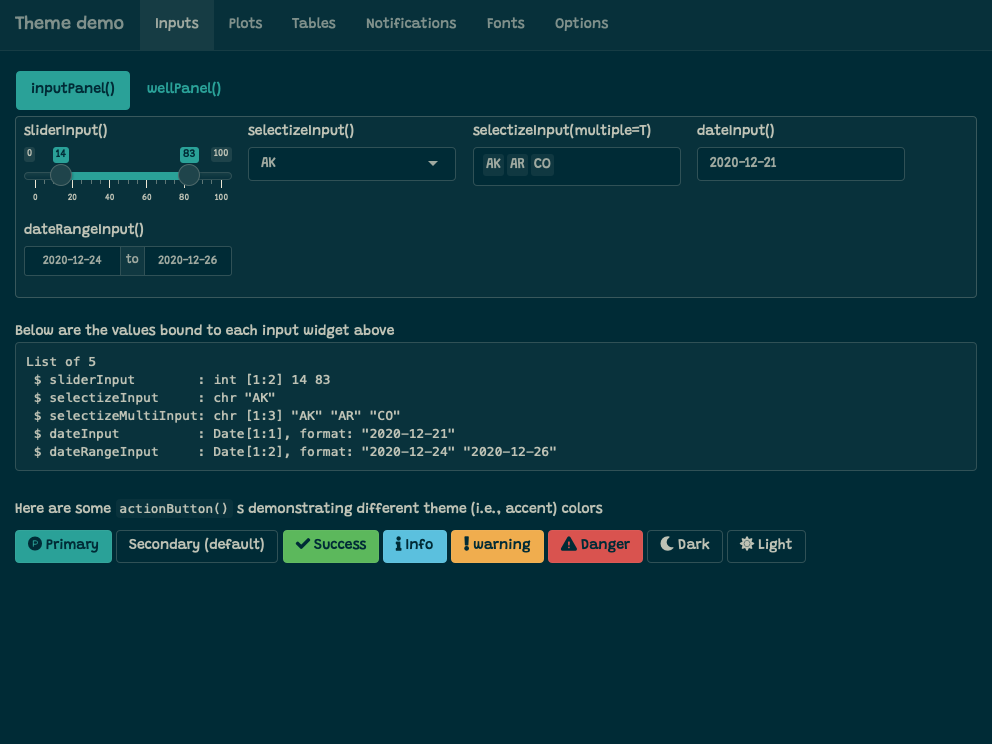 Theme demo Inputs Plots Tables Notifications Fonts Options
inputPanel() wellPanel()
sliderInput() selectizeInput() selectizeInput(multiple=T) dateInput()
0 14 83 100
AK AK AR CO 2020-12-21
0 20 40 60 80 100
dateRangeInput()
2020-12-24 to 2020-12-26
Below are the values bound to each input widget above
List of 5
$ sliderInput : int [1:2] 14 83
$ selectizeInput : chr "AK"
$ selectizeMultiInput: chr [1:3] "AK" "AR" "CO"
$ dateInput : Date[1:1], format: "2020-12-21"
$ dateRangeInput : Date[1:2], format: "2020-12-24" "2020-12-26"
Here are some actionButton() s demonstrating different theme (i.e., accent) colors
P Primary Secondary (default) Success Info warning Danger Dark Light